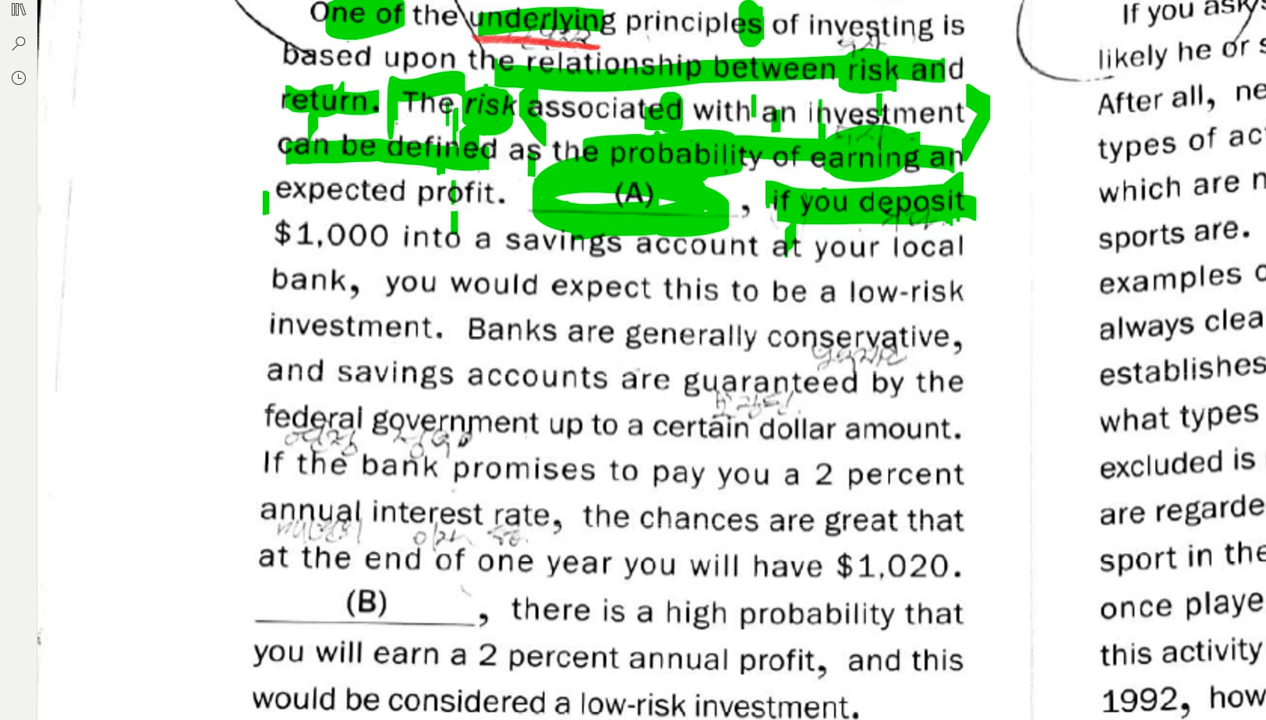 One of the underlying principles of investing is
based upon the relationship between risk and
return. The risk associated with an investment
can be defined as the probability of earning an
expected profit. (A) , if you deposit
$1,000 into a savings account at your local
bank, you would expect this to be a low-risk
investment. Banks are generally conservative,
and savings accounts are guaranteed by the
federal government up to a certain dollar amount.
If the bank promises to pay you a 2 percent
annual interest rate, the chances are great that
at the end of one year you will have $1,020.
(B) , there is a high probability that
you will earn a 2 percent annual profit, and this
would be considered a low-risk investment.
If you ask
likely he or
After all, ne
types of ac
which are n
sports are.
examples
always clea
establishes
what types
excluded is
are regarde
sport in the
once playe
this activity
1992, how